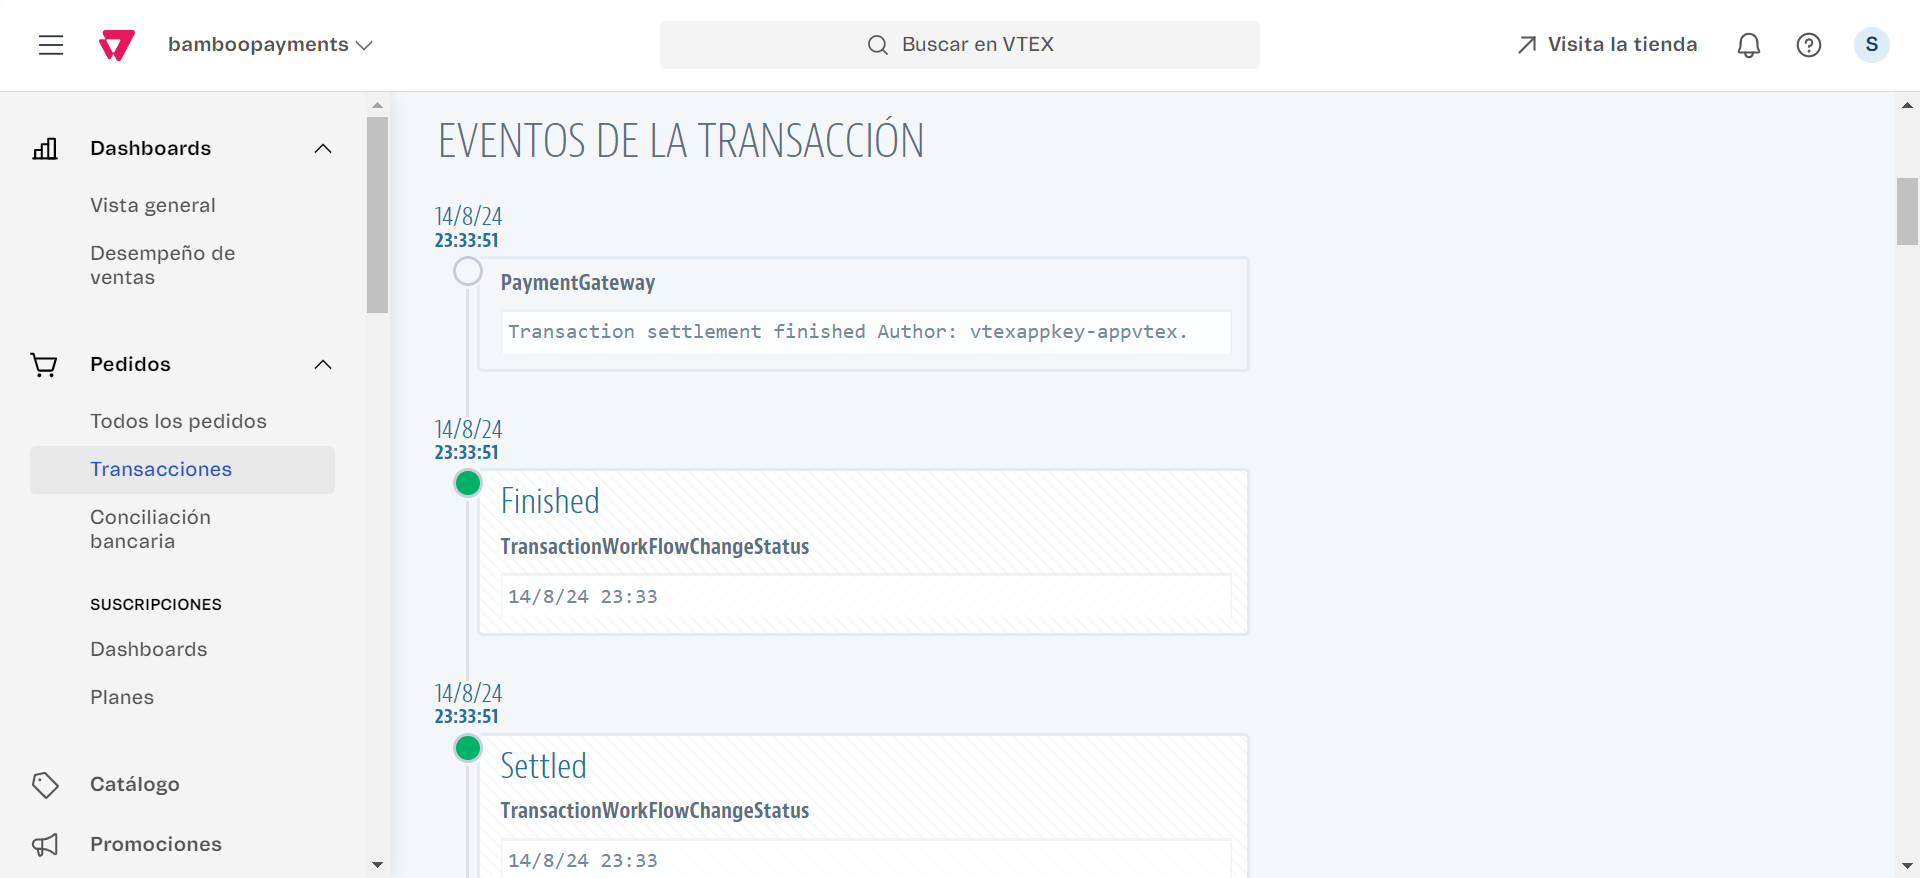 bamboopayments
Buscar en VTEX
Visita la tienda
S
Dashboards
Vista general
Desempeño de
ventas
Pedidos
Todos los pedidos
Transacciones
Conciliación
bancaria
SUSCRIPCIONES
Dashboards
Planes
Catálogo
Promociones
EVENTOS DE LA TRANSACCIÓN
14/8/24
23:33:51
PaymentGateway
Transaction settlement finished Author: vtexappkey-appvtex.
14/8/24
23:33:51
Finished
TransactionWorkFlowChangeStatus
14/8/24 23:33
14/8/24
23:33:51
Settled
TransactionWorkFlowChangeStatus
14/8/24 23:33